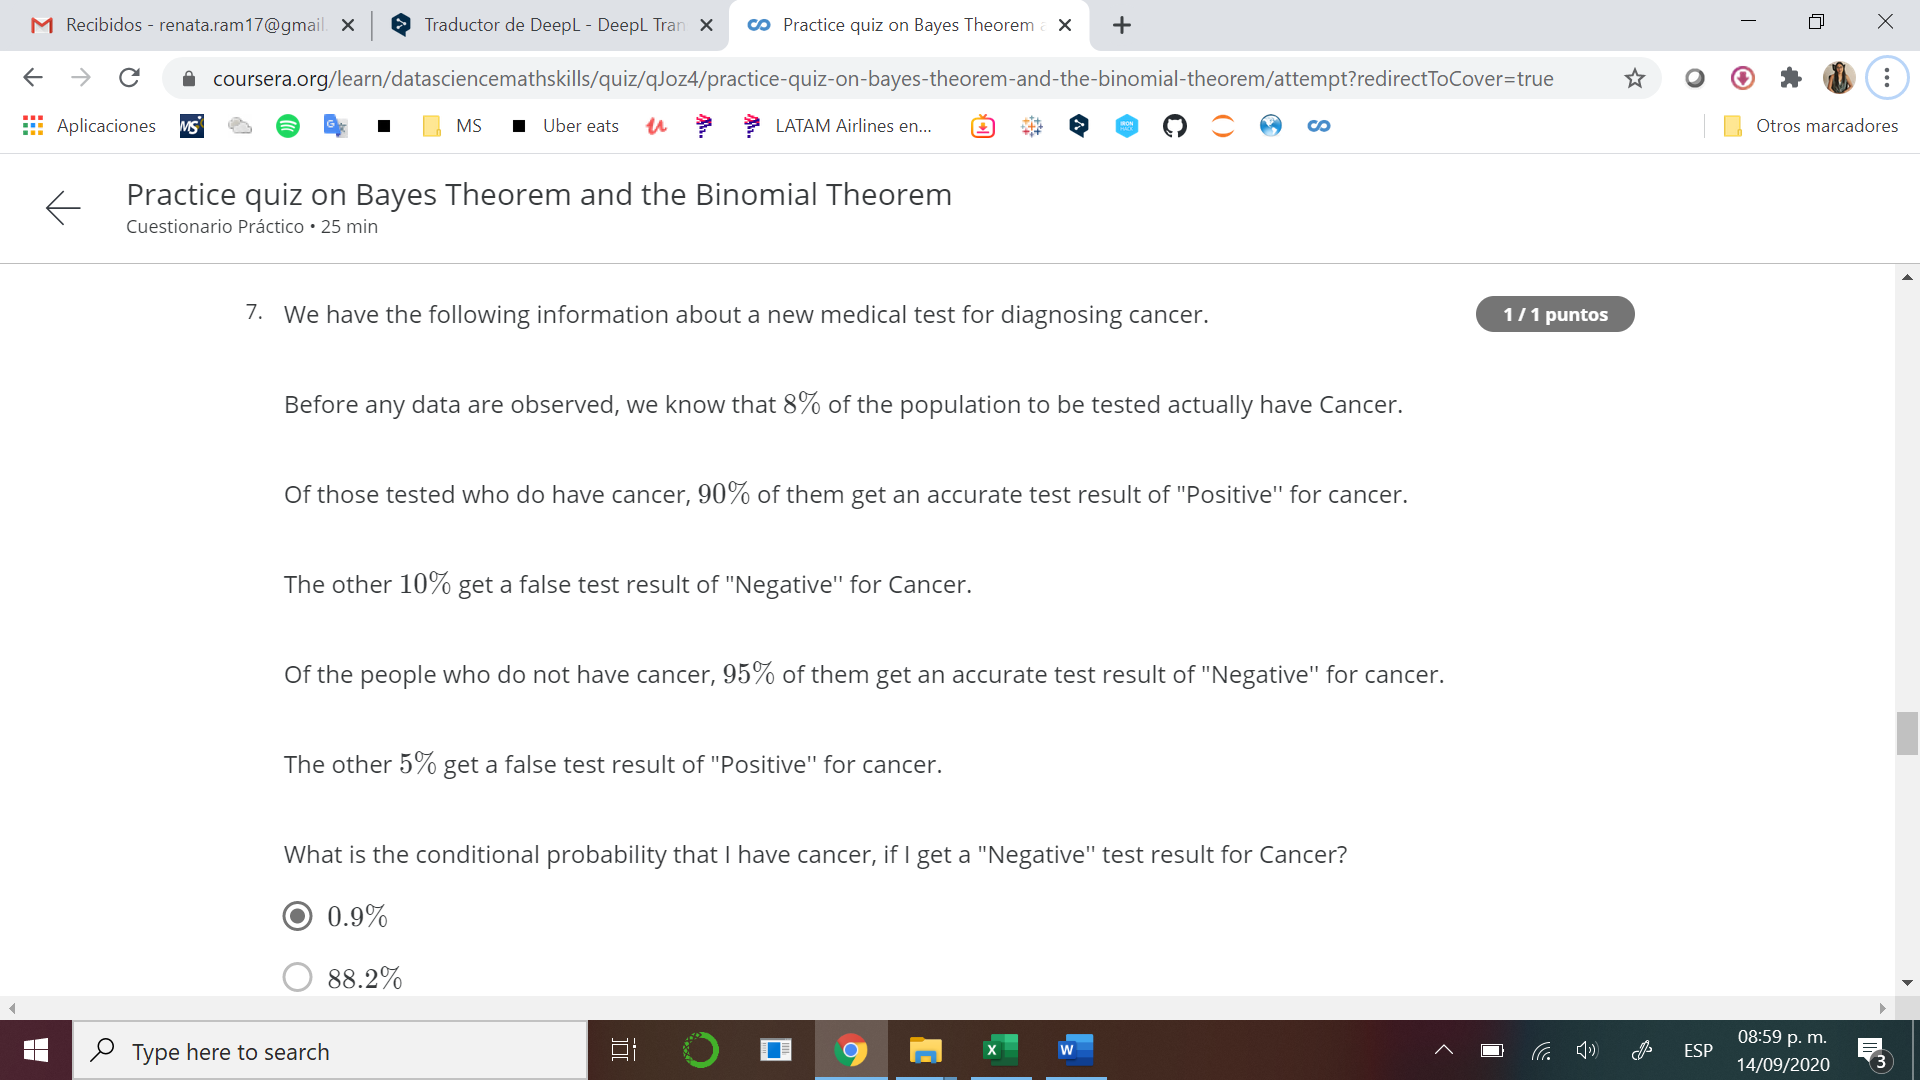 Recibidos - renata.ram17@gmail.
Traductor de DeepL - DeepL Tran
Practice quiz on Bayes Theorem a
coursera.org/learn/datasciencemathskills/quiz/qJoz4/practice-quiz-on-bayes-theorem-and-the-binomial-theorem/attempt?redirectToCover=true
Aplicaciones MS Uber eats LATAM Airlines en... Otros marcadores
Practice quiz on Bayes Theorem and the Binomial Theorem
Cuestionario Práctico • 25 min
7. We have the following information about a new medical test for diagnosing cancer.
1 / 1 puntos
Before any data are observed, we know that 8% of the population to be tested actually have Cancer.
Of those tested who do have cancer, 90% of them get an accurate test result of "Positive'' for cancer.
The other 10% get a false test result of "Negative'' for Cancer.
Of the people who do not have cancer, 95% of them get an accurate test result of "Negative'' for cancer.
The other 5% get a false test result of "Positive'' for cancer.
What is the conditional probability that I have cancer, if I get a "Negative'' test result for Cancer?
0.9%
88.2%
Type here to search
ESP
08:59 p. m.
14/09/2020
3